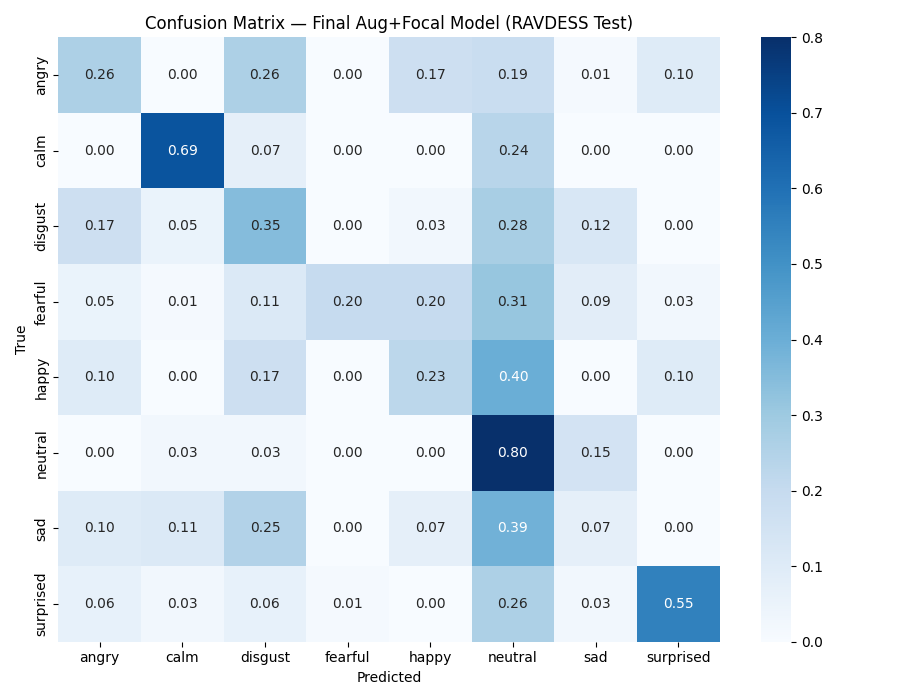 Confusion Matrix — Final Aug+Focal Model (RAVDESS Test)
True
angry 0.26 0.00 0.26 0.00 0.17 0.19 0.01 0.10
calm 0.00 0.69 0.07 0.00 0.00 0.24 0.00 0.00
disgust 0.17 0.05 0.35 0.00 0.03 0.28 0.12 0.00
fearful 0.05 0.01 0.11 0.20 0.20 0.31 0.09 0.03
happy 0.10 0.00 0.17 0.00 0.23 0.40 0.00 0.10
neutral 0.00 0.03 0.03 0.00 0.00 0.80 0.15 0.00
sad 0.10 0.11 0.25 0.00 0.07 0.39 0.07 0.00
surprised 0.06 0.03 0.06 0.01 0.00 0.26 0.03 0.55
angry calm disgust fearful happy neutral sad surprised
Predicted
0.8
0.7
0.6
0.5
0.4
0.3
0.2
0.1
0.0